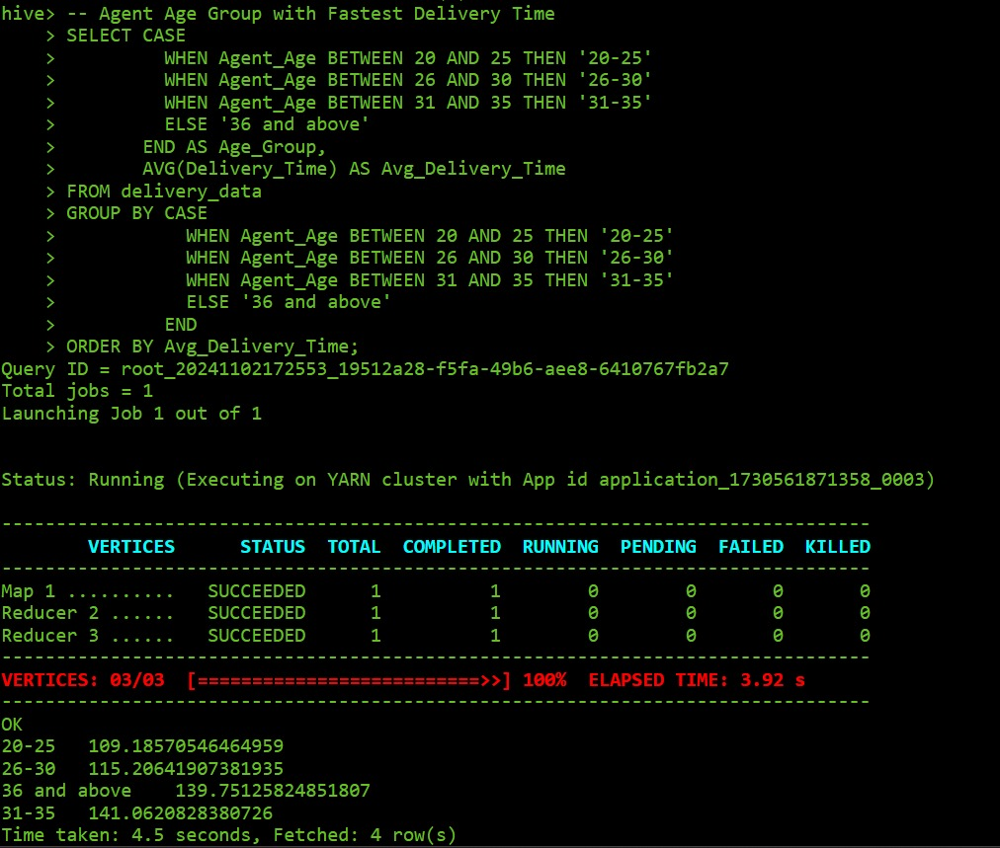 hive> -- Agent Age Group with Fastest Delivery Time
    > SELECT CASE
    >          WHEN Agent_Age BETWEEN 20 AND 25 THEN '20-25'
    >          WHEN Agent_Age BETWEEN 26 AND 30 THEN '26-30'
    >          WHEN Agent_Age BETWEEN 31 AND 35 THEN '31-35'
    >          ELSE '36 and above'
    >        END AS Age_Group,
    >        AVG(Delivery_Time) AS Avg_Delivery_Time
    > FROM delivery_data
    > GROUP BY CASE
    >            WHEN Agent_Age BETWEEN 20 AND 25 THEN '20-25'
    >            WHEN Agent_Age BETWEEN 26 AND 30 THEN '26-30'
    >            WHEN Agent_Age BETWEEN 31 AND 35 THEN '31-35'
    >            ELSE '36 and above'
    >          END
    > ORDER BY Avg_Delivery_Time;
Query ID = root_20241102172553_19512a28-f5fa-49b6-aee8-6410767fb2a7
Total jobs = 1
Launching Job 1 out of 1
Status: Running (Executing on YARN cluster with App id application_1730561871358_0003)
--------------------------------------------------------------------------------
        VERTICES      STATUS  TOTAL  COMPLETED  RUNNING  PENDING  FAILED  KILLED
--------------------------------------------------------------------------------
Map 1 ..........   SUCCEEDED      1          1        0        0       0       0
Reducer 2 ......   SUCCEEDED      1          1        0        0       0       0
Reducer 3 ......   SUCCEEDED      1          1        0        0       0       0
--------------------------------------------------------------------------------
VERTICES: 03/03  [==========================>>] 100%  ELAPSED TIME: 3.92 s
--------------------------------------------------------------------------------
OK
20-25   109.18570546464959
26-30   115.20641907381935
36 and above    139.75125824851807
31-35   141.0620828380726
Time taken: 4.5 seconds, Fetched: 4 row(s)